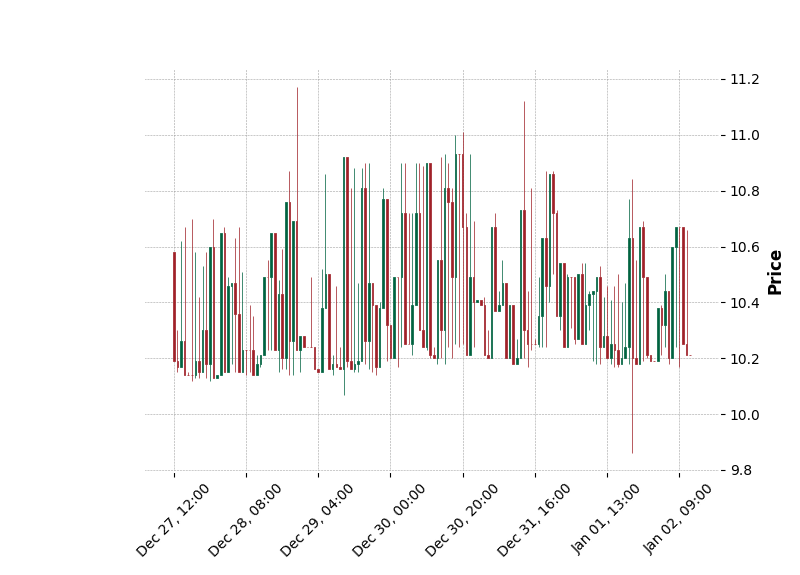 11.2
11.0
10.8
10.6
10.4
10.2
10.0
9.8
Price
Dec 27, 12:00
Dec 28, 08:00
Dec 29, 04:00
Dec 30, 00:00
Dec 30, 20:00
Dec 31, 16:00
Jan 01, 13:00
Jan 02, 09:00